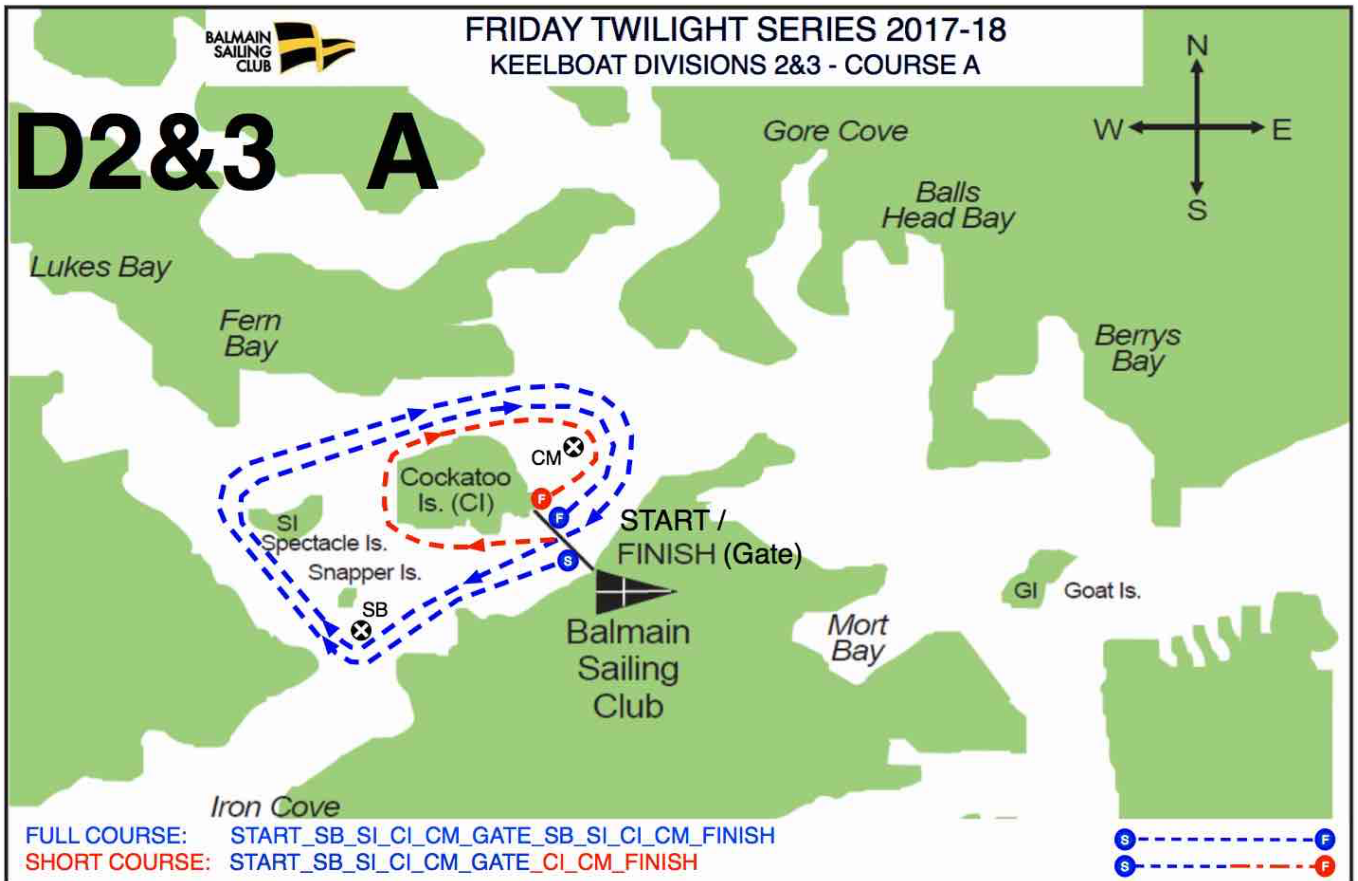 BALMAIN
SAILING
CLUB
FRIDAY TWILIGHT SERIES 2017-18
KEELBOAT DIVISIONS 2&3 - COURSE A
D2&3 A
N
W
E
S
Gore Cove
Balls
Head Bay
Lukes Bay
Fern
Bay
Berrys
Bay
CM
Cockatoo
Is. (CI)
F
F
S
SI
Spectacle Is.
Snapper Is.
SB
START /
FINISH (Gate)
GI
Goat Is.
Balmain
Sailing
Club
Mort
Bay
Iron Cove
FULL COURSE: START_SB_SI_CI_CM_GATE_SB_SI_CI_CM_FINISH
S F
SHORT COURSE: START_SB_SI_CI_CM_GATE_CI_CM_FINISH
S F